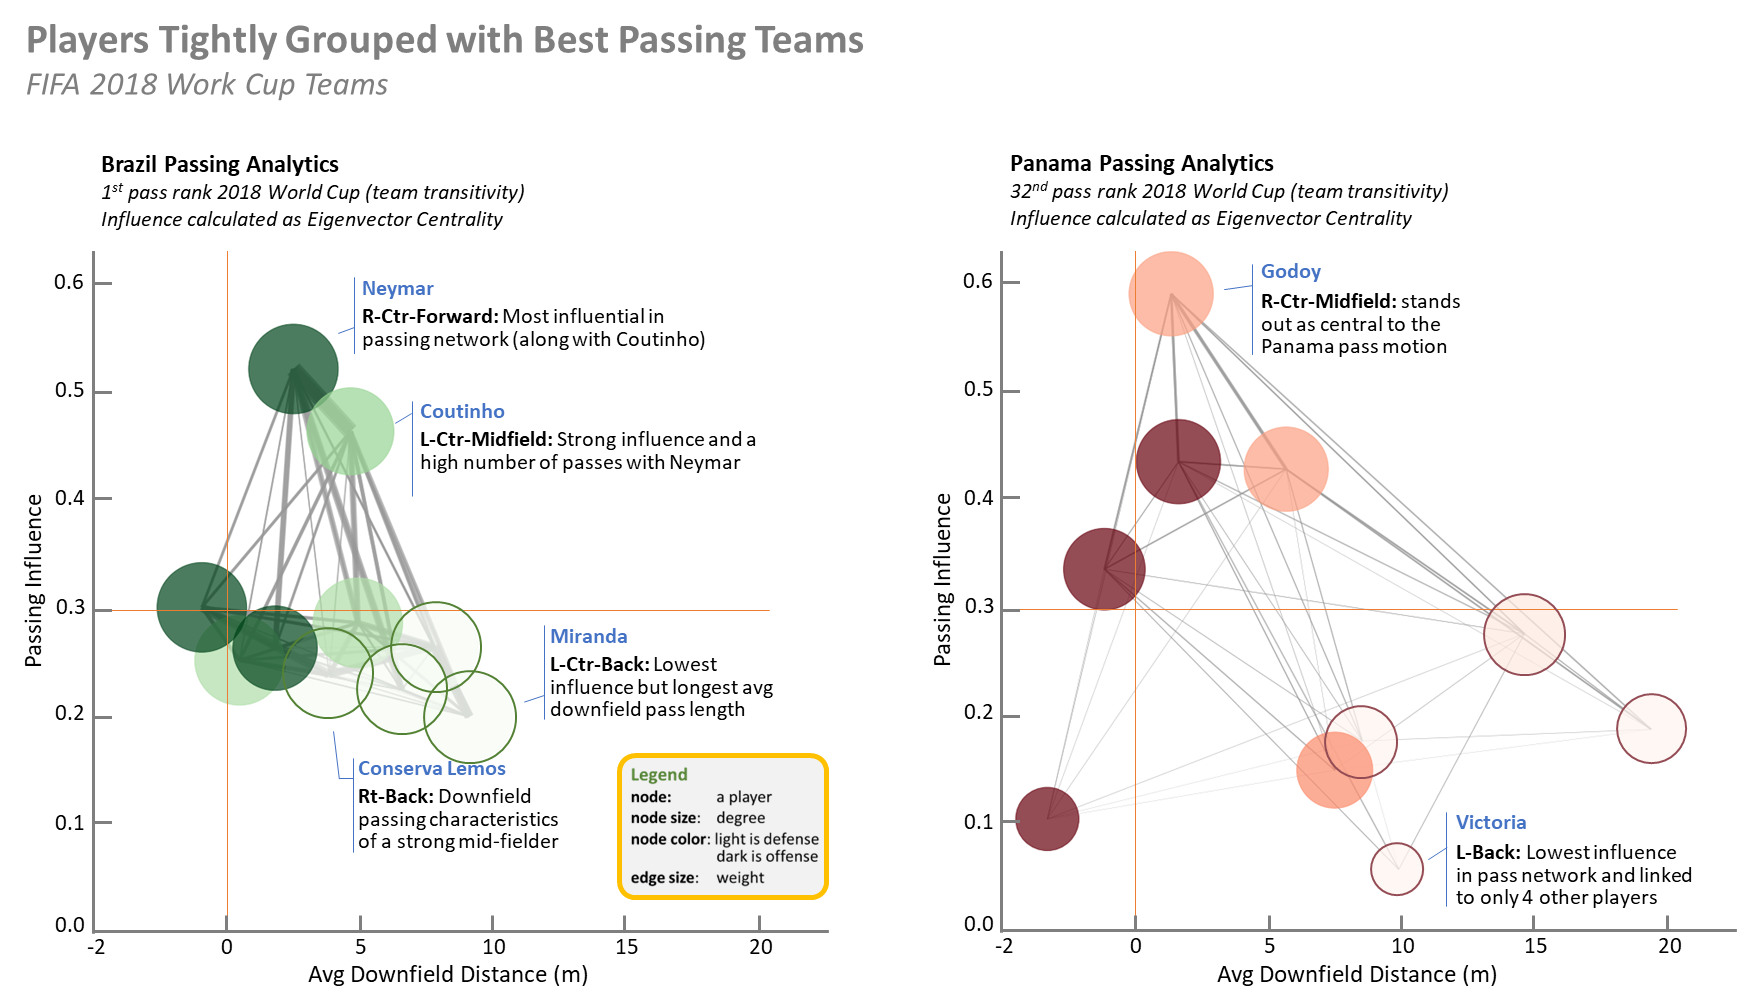 Players Tightly Grouped with Best Passing Teams
FIFA 2018 Work Cup Teams
Brazil Passing Analytics
1st pass rank 2018 World Cup (team transitivity)
Influence calculated as Eigenvector Centrality
Passing Influence
0.6
0.5
0.4
0.3
0.2
0.1
0.0
-2
0
5
10
15
20
Avg Downfield Distance (m)
Neymar
R-Ctr-Forward: Most influential in
passing network (along with Coutinho)
Coutinho
L-Ctr-Midfield: Strong influence and a
high number of passes with Neymar
Miranda
L-Ctr-Back: Lowest
influence but longest avg
downfield pass length
Conserva Lemos
Rt-Back: Downfield
passing characteristics
of a strong mid-fielder
Legend
node: a player
node size: degree
node color: light is defense
dark is offense
edge size: weight
Panama Passing Analytics
32nd pass rank 2018 World Cup (team transitivity)
Influence calculated as Eigenvector Centrality
Passing Influence
0.6
0.5
0.4
0.3
0.2
0.1
0.0
-2
0
5
10
15
20
Avg Downfield Distance (m)
Godoy
R-Ctr-Midfield: stands
out as central to the
Panama pass motion
Victoria
L-Back: Lowest influence
in pass network and linked
to only 4 other players